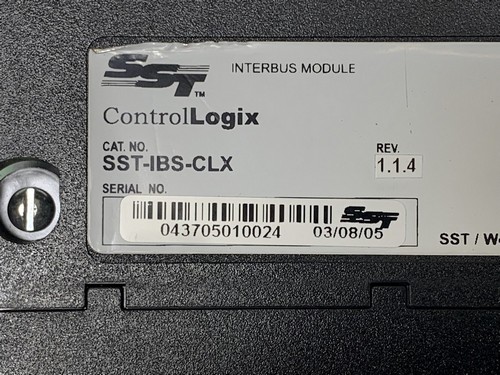 SST™ INTERBUS MODULE
ControlLogix
CAT. NO.
SST-IBS-CLX
REV.
1.1.4
SERIAL NO.
SST
043705010024 03/08/05
SST /